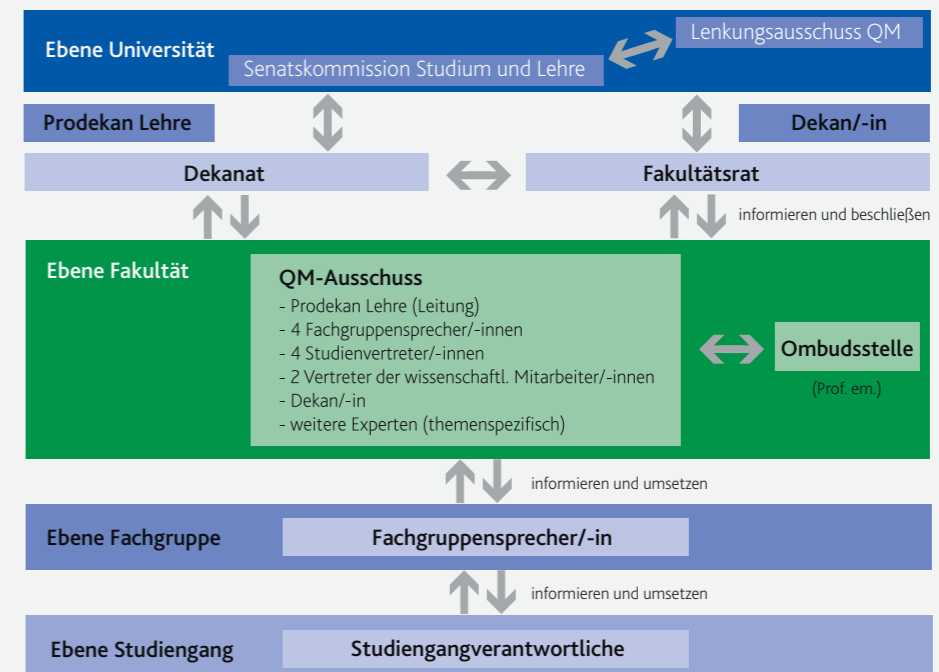 Ebene Universität
Lenkungsausschuss QM
Senatskommission Studium und Lehre
Prodekan Lehre
Dekan/-in
Dekanat
Fakultätsrat
informieren und beschließen
Ebene Fakultät
QM-Ausschuss
- Prodekan Lehre (Leitung)
- 4 Fachgruppensprecher/-innen
- 4 Studienvertreter/-innen
- 2 Vertreter der wissenschaftl. Mitarbeiter/-innen
- Dekan/-in
- weitere Experten (themenspezifisch)
Ombudsstelle
(Prof. em.)
informieren und umsetzen
Ebene Fachgruppe
Fachgruppensprecher/-in
informieren und umsetzen
Ebene Studiengang
Studiengangverantwortliche